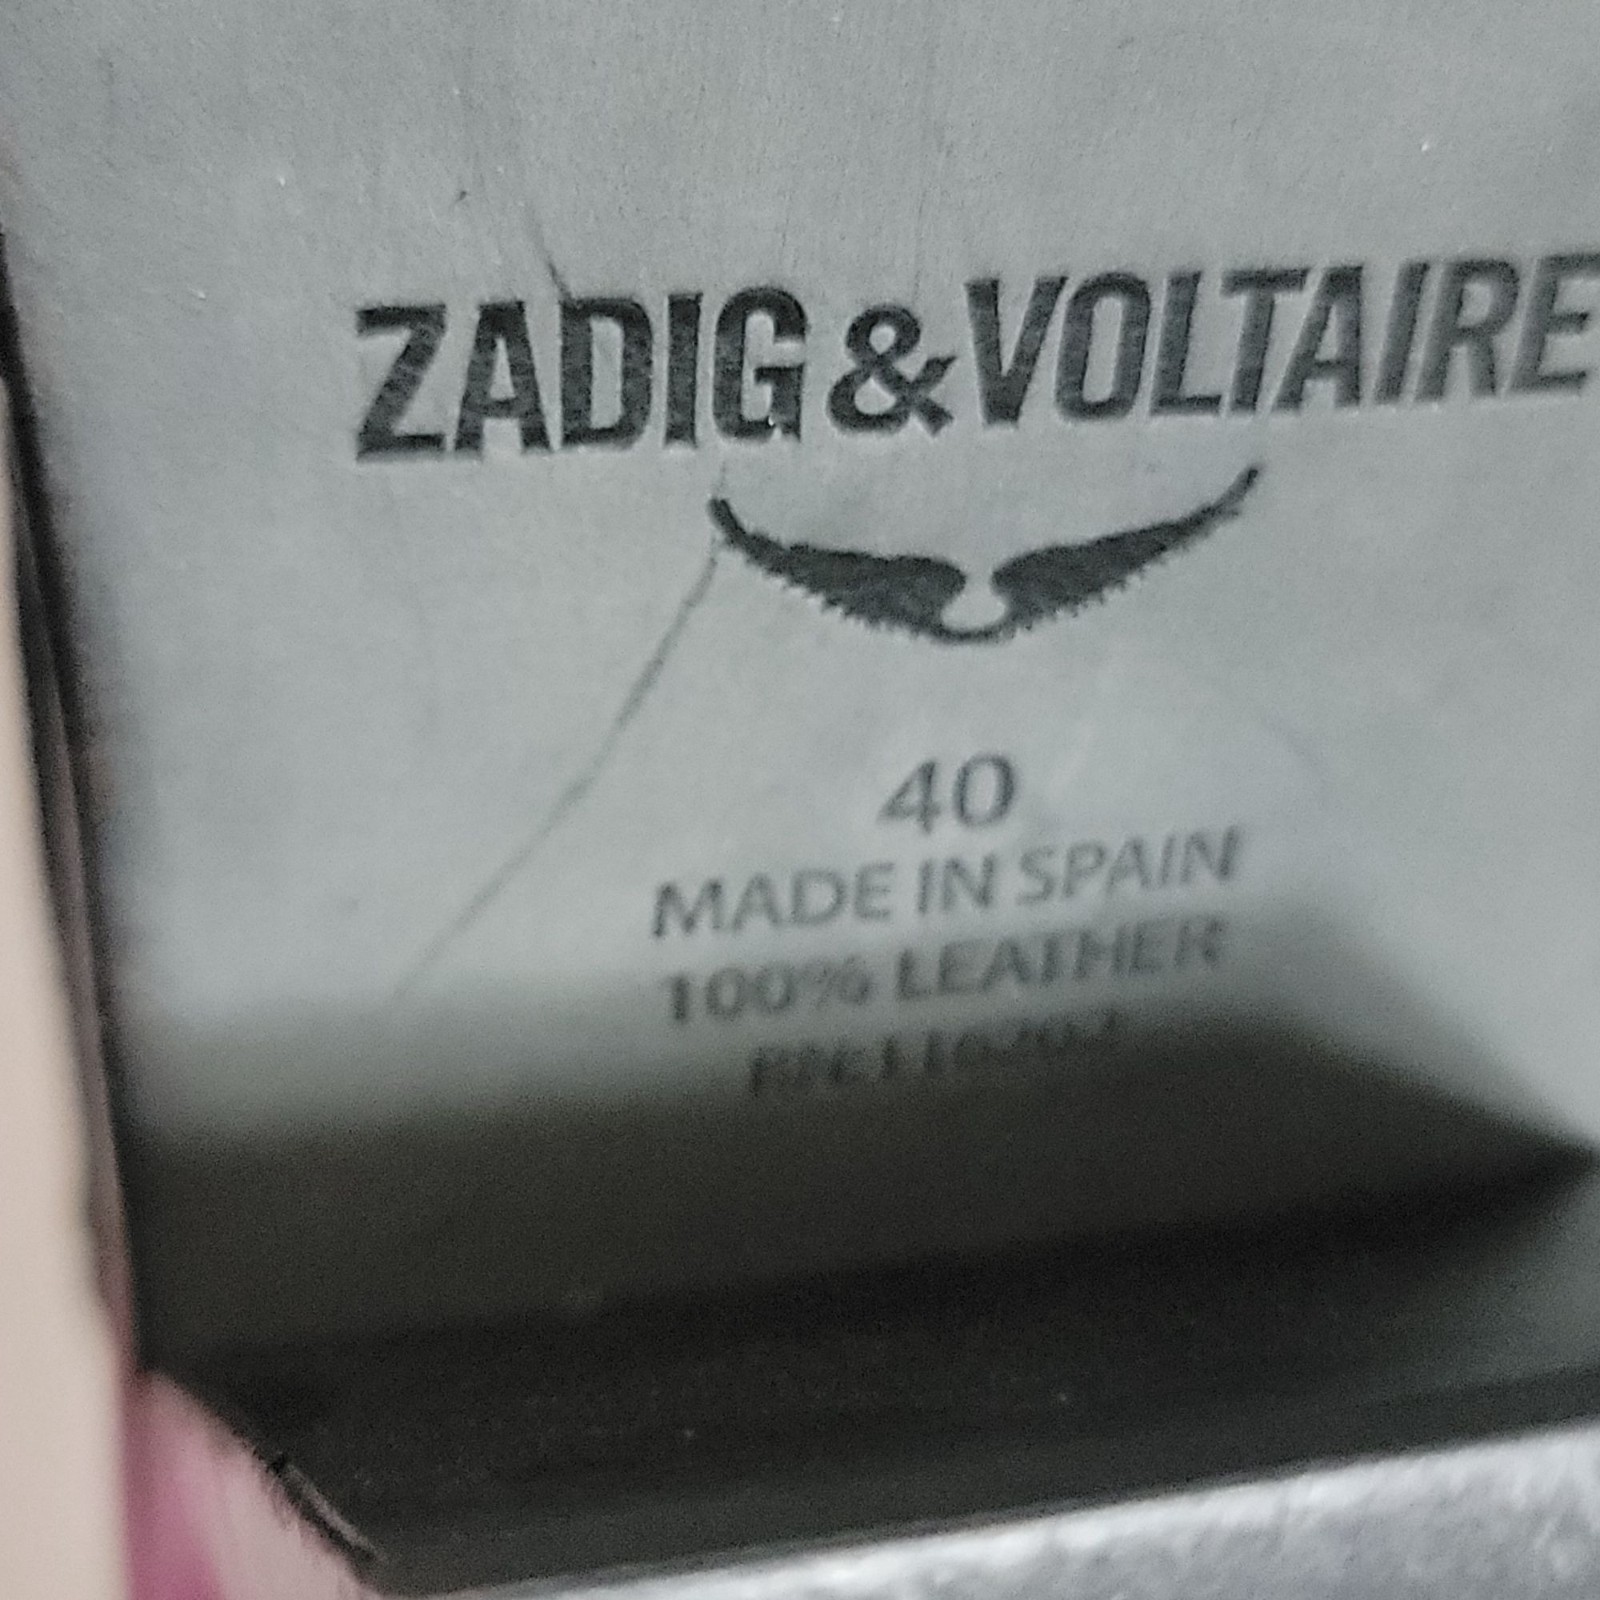 ZADIG & VOLTAIRE
40
MADE IN SPAIN
100% LEATHER